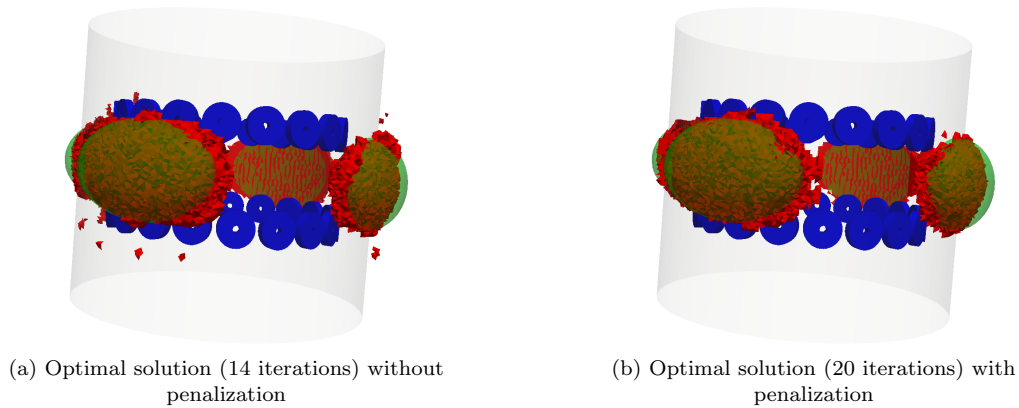 (a) Optimal solution (14 iterations) without
penalization
(b) Optimal solution (20 iterations) with
penalization